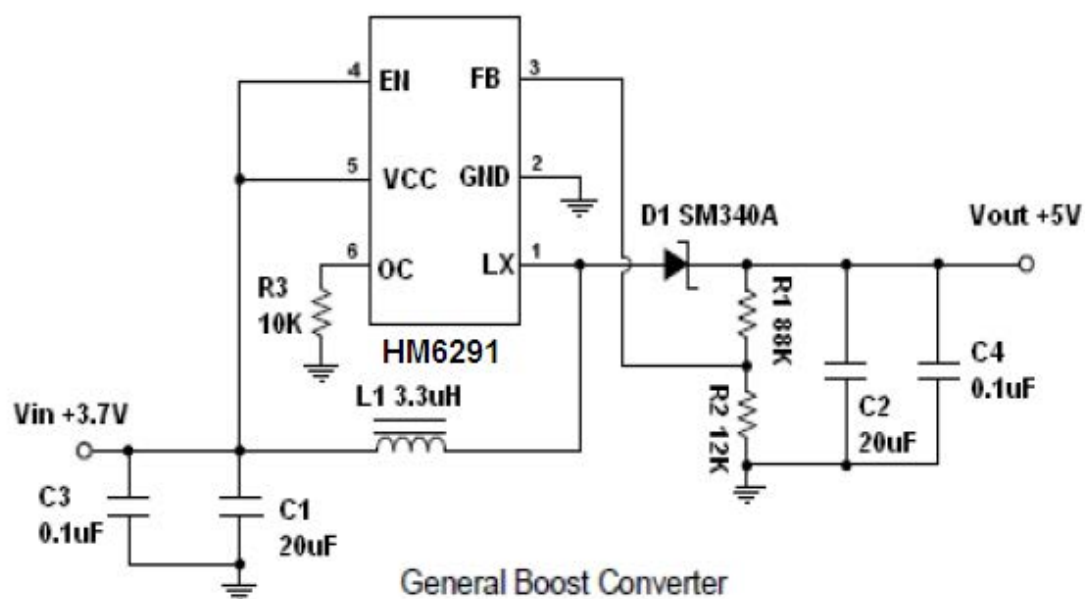 4
EN
FB
3
5
VCC
GND
2
6
OC
LX
1
D1 SM340A
Vout +5V
R3
10K
HM6291
R1 88K
L1 3.3uH
C4
0.1uF
Vin +3.7V
R2 12K
C2
20uF
C3
0.1uF
C1
20uF
General Boost Converter